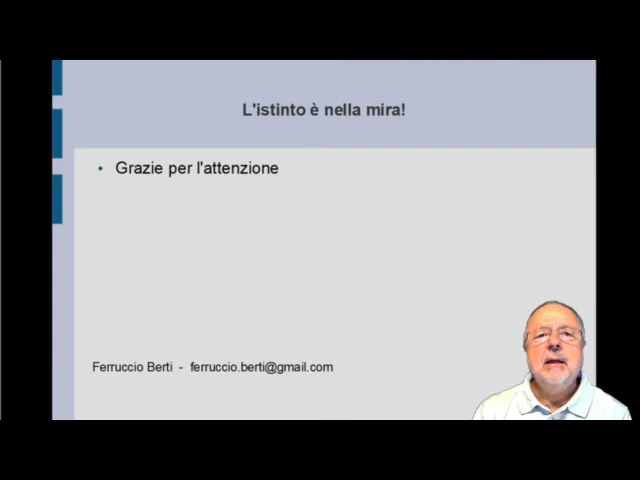 L'istinto è nella mira!
Grazie per l'attenzione
Ferruccio Berti - ferruccio.berti@gmail.com